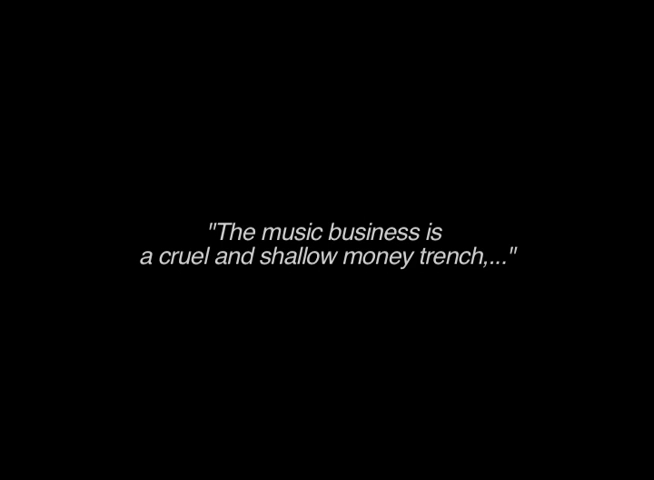 "The music business is
a cruel and shallow money trench,..."